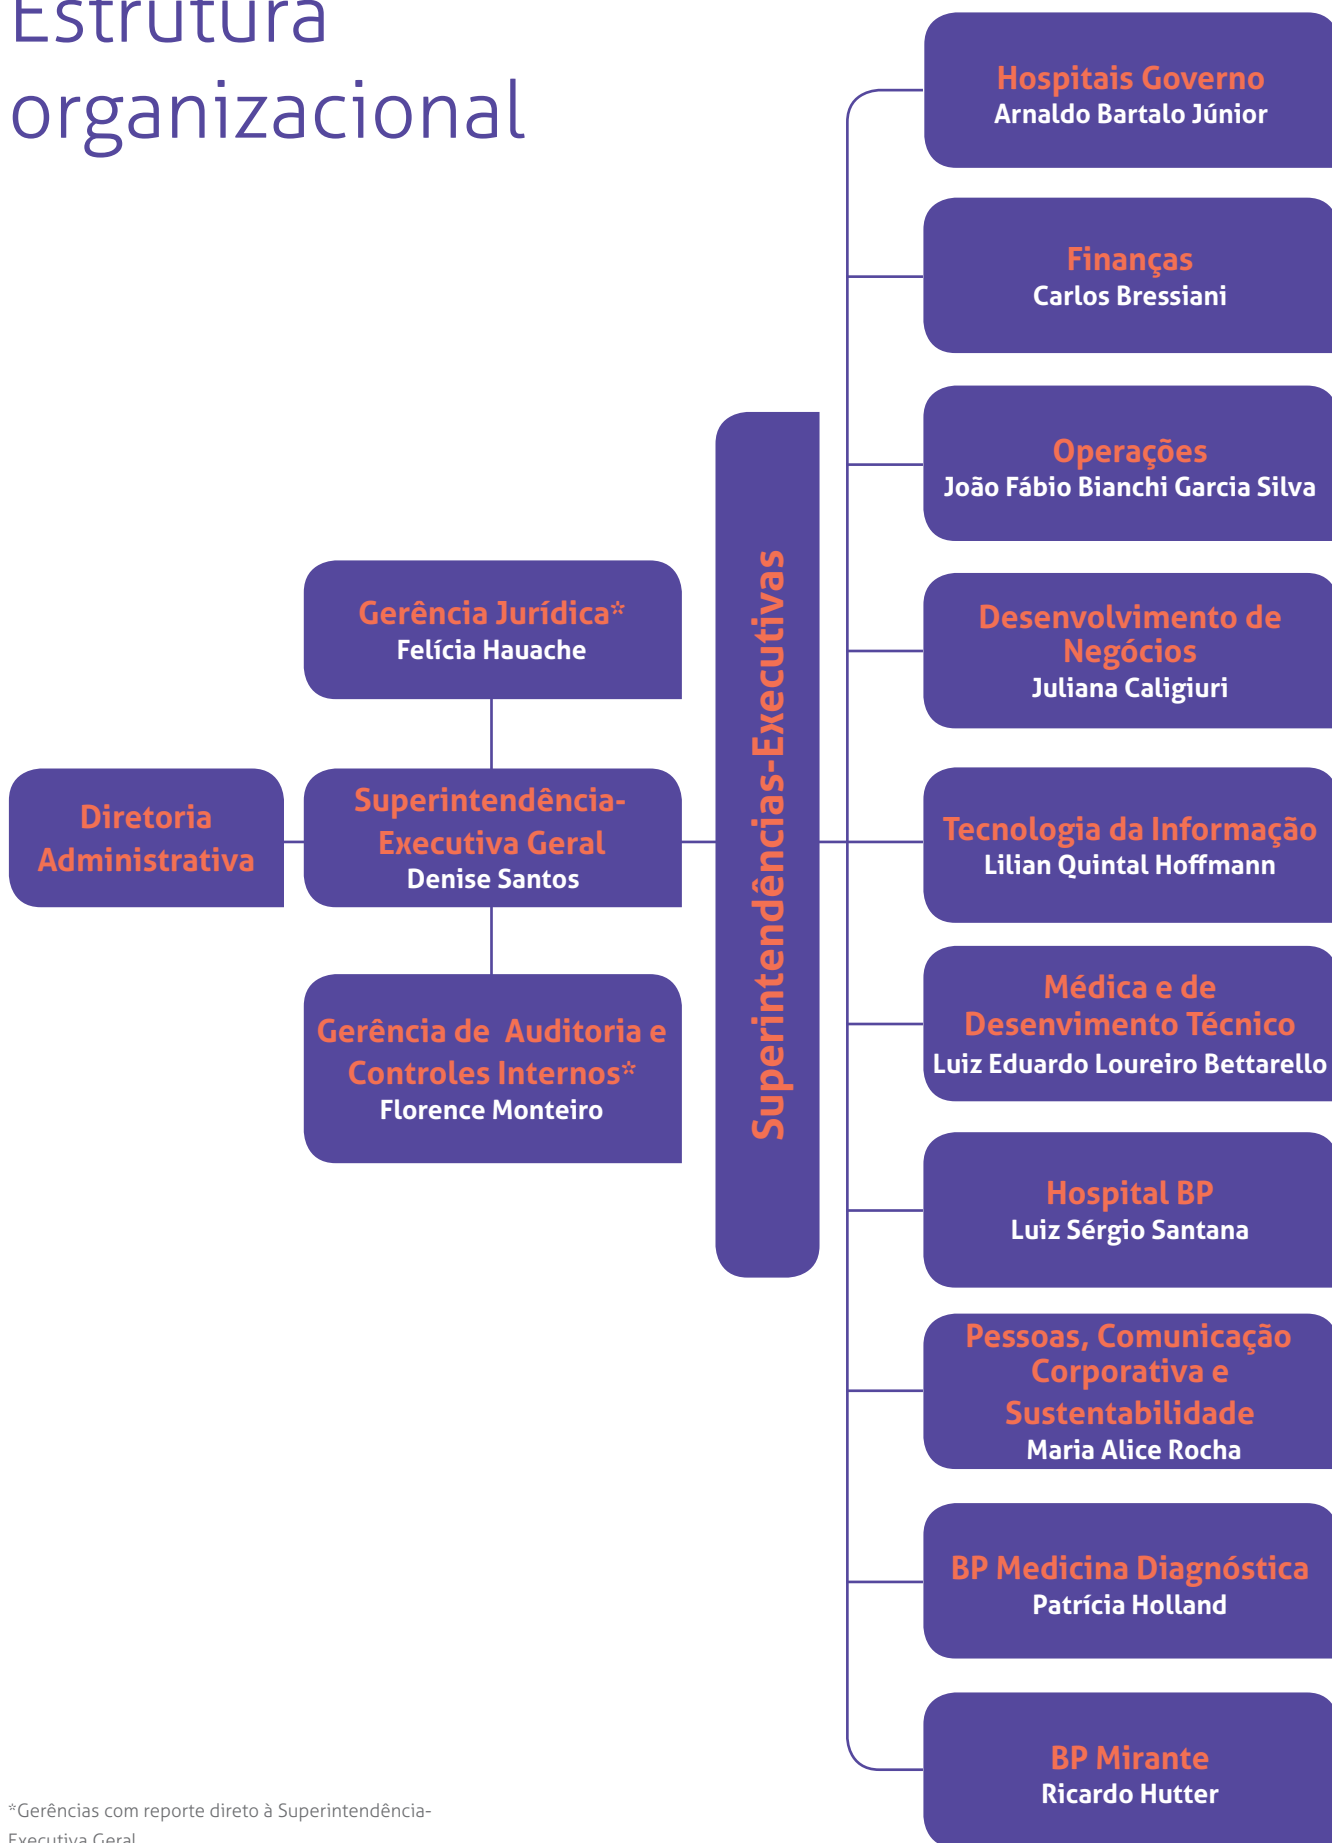 Estrutura
organizacional
Hospitais Governo
Arnaldo Bartalo Júnior
Finanças
Carlos Bressiani
Operações
João Fábio Bianchi Garcia Silva
Desenvolvimento de
Negócios
Juliana Caligiuri
Tecnologia da Informação
Lilian Quintal Hoffmann
Médica e de
Desenvimento Técnico
Luiz Eduardo Loureiro Bettarello
Hospital BP
Luiz Sérgio Santana
Pessoas, Comunicação
Corporativa e
Sustentabilidade
Maria Alice Rocha
BP Medicina Diagnóstica
Patrícia Holland
BP Mirante
Ricardo Hutter
Superintendências-Executivas
Gerência Jurídica*
Felícia Hauache
Superintendência-
Executiva Geral
Denise Santos
Gerência de Auditoria e
Controles Internos*
Florence Monteiro
Diretoria
Administrativa
*Gerências com reporte direto à Superintendência-
Executiva Geral